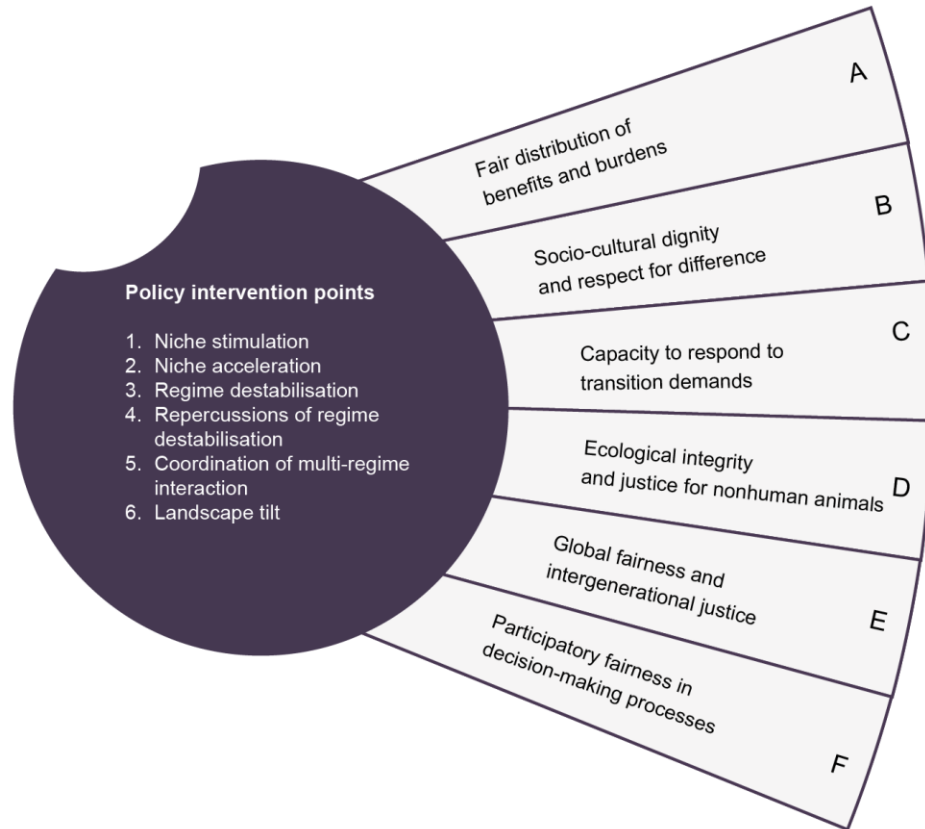 Policy intervention points
1. Niche stimulation
2. Niche acceleration
3. Regime destabilisation
4. Repercussions of regime
destabilisation
5. Coordination of multi-regime
interaction
6. Landscape tilt
A
Fair distribution of
benefits and burdens
B
Socio-cultural dignity
and respect for difference
C
Capacity to respond to
transition demands
D
Ecological integrity
and justice for nonhuman animals
E
Global fairness and
intergenerational justice
F
Participatory fairness in
decision-making processes